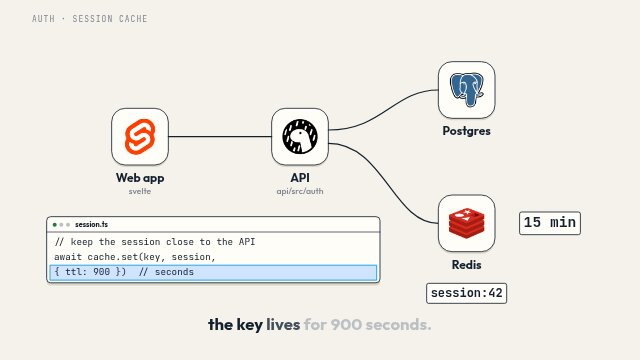 AUTH · SESSION CACHE
Postgres
Web app
svelte
API
api/src/auth
session.ts
// keep the session close to the API
await cache.set(key, session,
{ ttl: 900 })  // seconds
15 min
Redis
session:42
the key lives for 900 seconds.